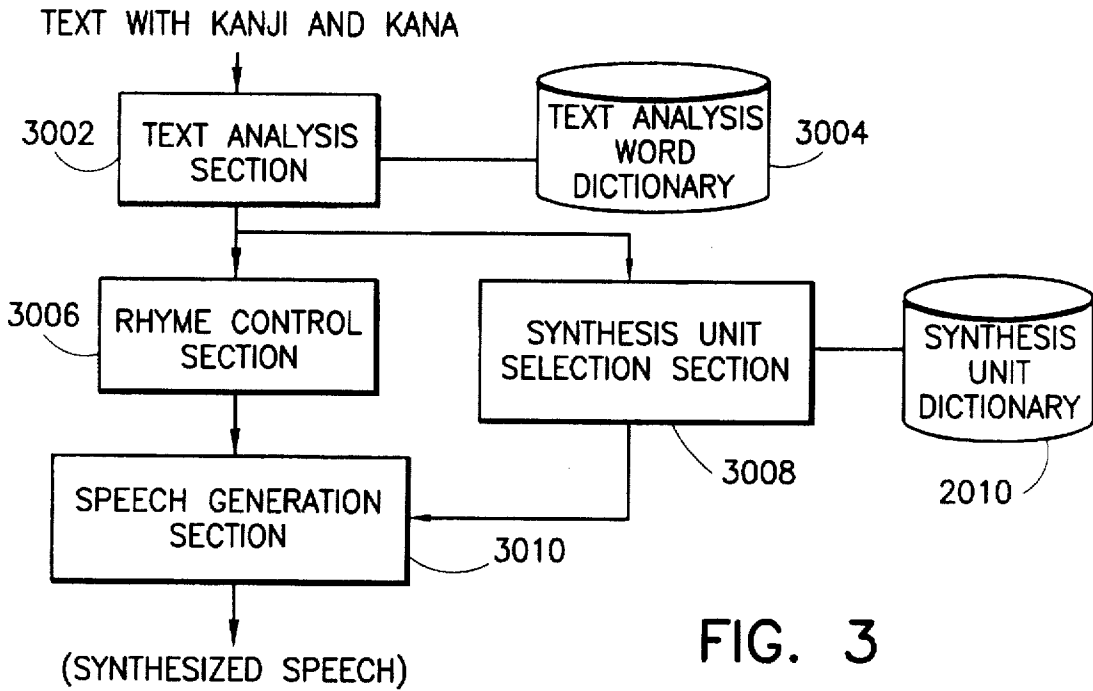 TEXT WITH KANJI AND KANA
3002
TEXT ANALYSIS
SECTION
TEXT ANALYSIS
WORD
DICTIONARY
3004
3006
RHYME CONTROL
SECTION
SYNTHESIS UNIT
SELECTION SECTION
SYNTHESIS
UNIT
DICTIONARY
3008
2010
SPEECH GENERATION
SECTION
3010
(SYNTHESIZED SPEECH)
FIG. 3